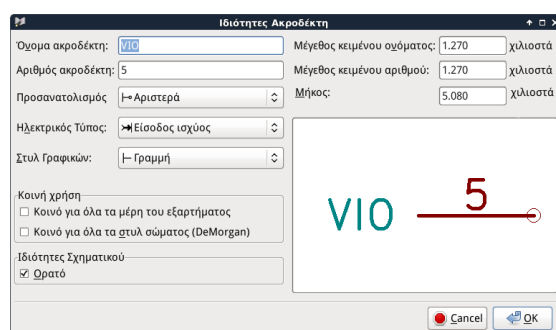 Ιδιότητες Ακροδέκτη
Όνομα ακροδέκτη: VIO
Μέγεθος κειμένου ονόματος: 1.270 χιλιοστά
Αριθμός ακροδέκτη: 5
Μέγεθος κειμένου αριθμού: 1.270 χιλιοστά
Προσανατολισμός Αριστερά
Μήκος: 5.080 χιλιοστά
Ηλεκτρικός Τύπος: Είσοδος ισχύος
Στυλ Γραφικών: Γραμμή
Κοινή χρήση
Κοινό για όλα τα μέρη του εξαρτήματος
Κοινό για όλα τα στυλ σώματος (DeMorgan)
Ιδιότητες Σχηματικού
Ορατό
VIO 5
Cancel OK